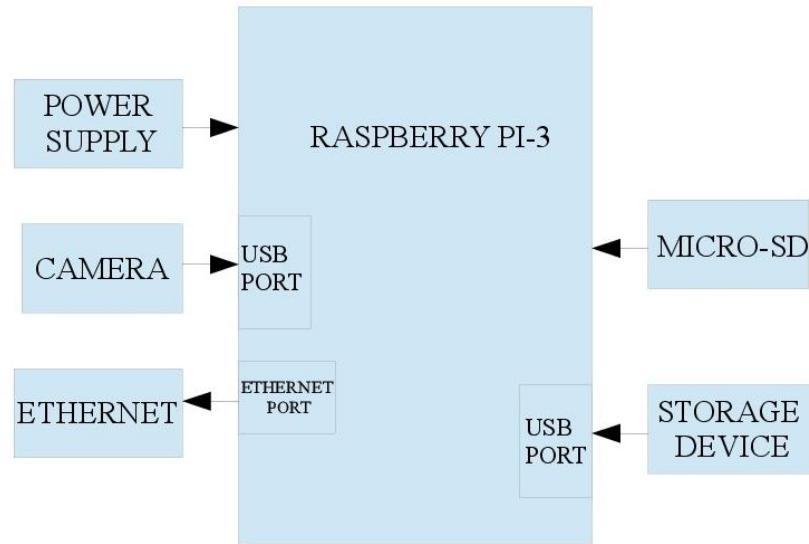 POWER
SUPPLY
RASPBERRY PI-3
CAMERA
USB
PORT
MICRO-SD
ETHERNET
ETHERNET
PORT
USB
PORT
STORAGE
DEVICE